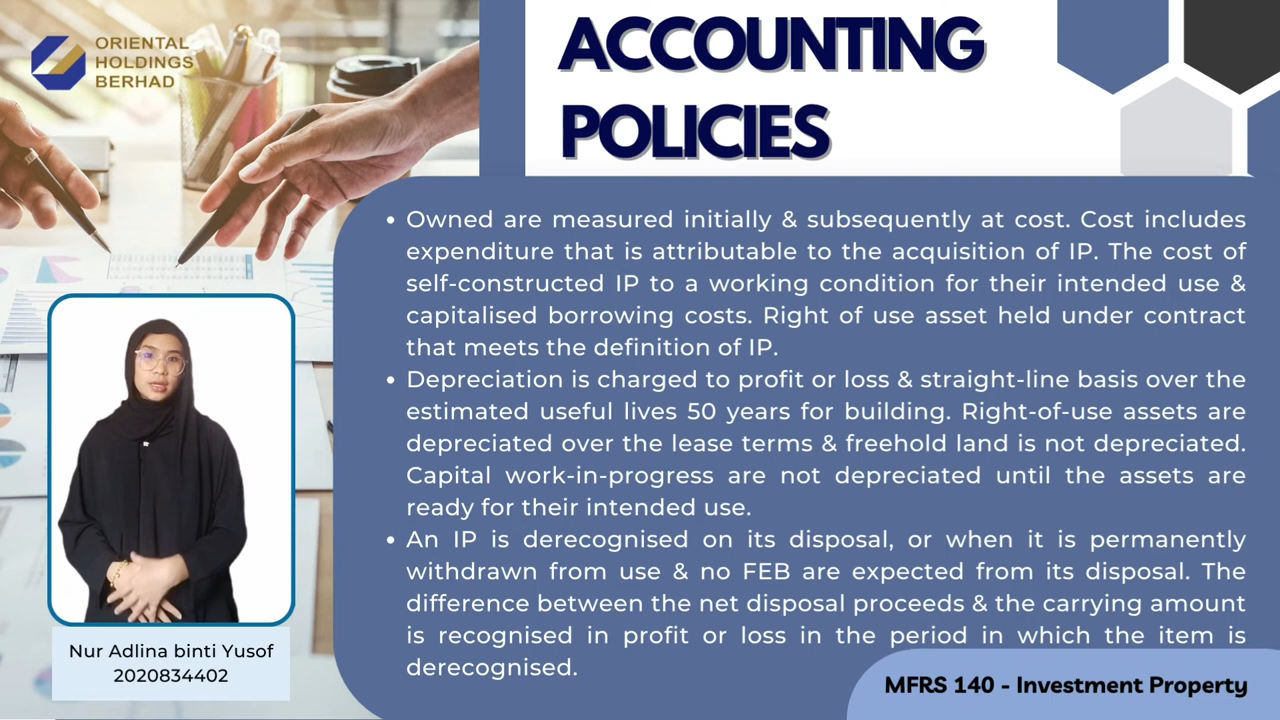 ORIENTAL
HOLDINGS
BERHAD
ACCOUNTING
POLICIES
• Owned are measured initially & subsequently at cost. Cost includes
expenditure that is attributable to the acquisition of IP. The cost of
self-constructed IP to a working condition for their intended use &
capitalised borrowing costs. Right of use asset held under contract
that meets the definition of IP.
• Depreciation is charged to profit or loss & straight-line basis over the
estimated useful lives 50 years for building. Right-of-use assets are
depreciated over the lease terms & freehold land is not depreciated.
Capital work-in-progress are not depreciated until the assets are
ready for their intended use.
• An IP is derecognised on its disposal, or when it is permanently
withdrawn from use & no FEB are expected from its disposal. The
difference between the net disposal proceeds & the carrying amount
is recognised in profit or loss in the period in which the item is
derecognised.
Nur Adlina binti Yusof
2020834402
MFRS 140 - Investment Property